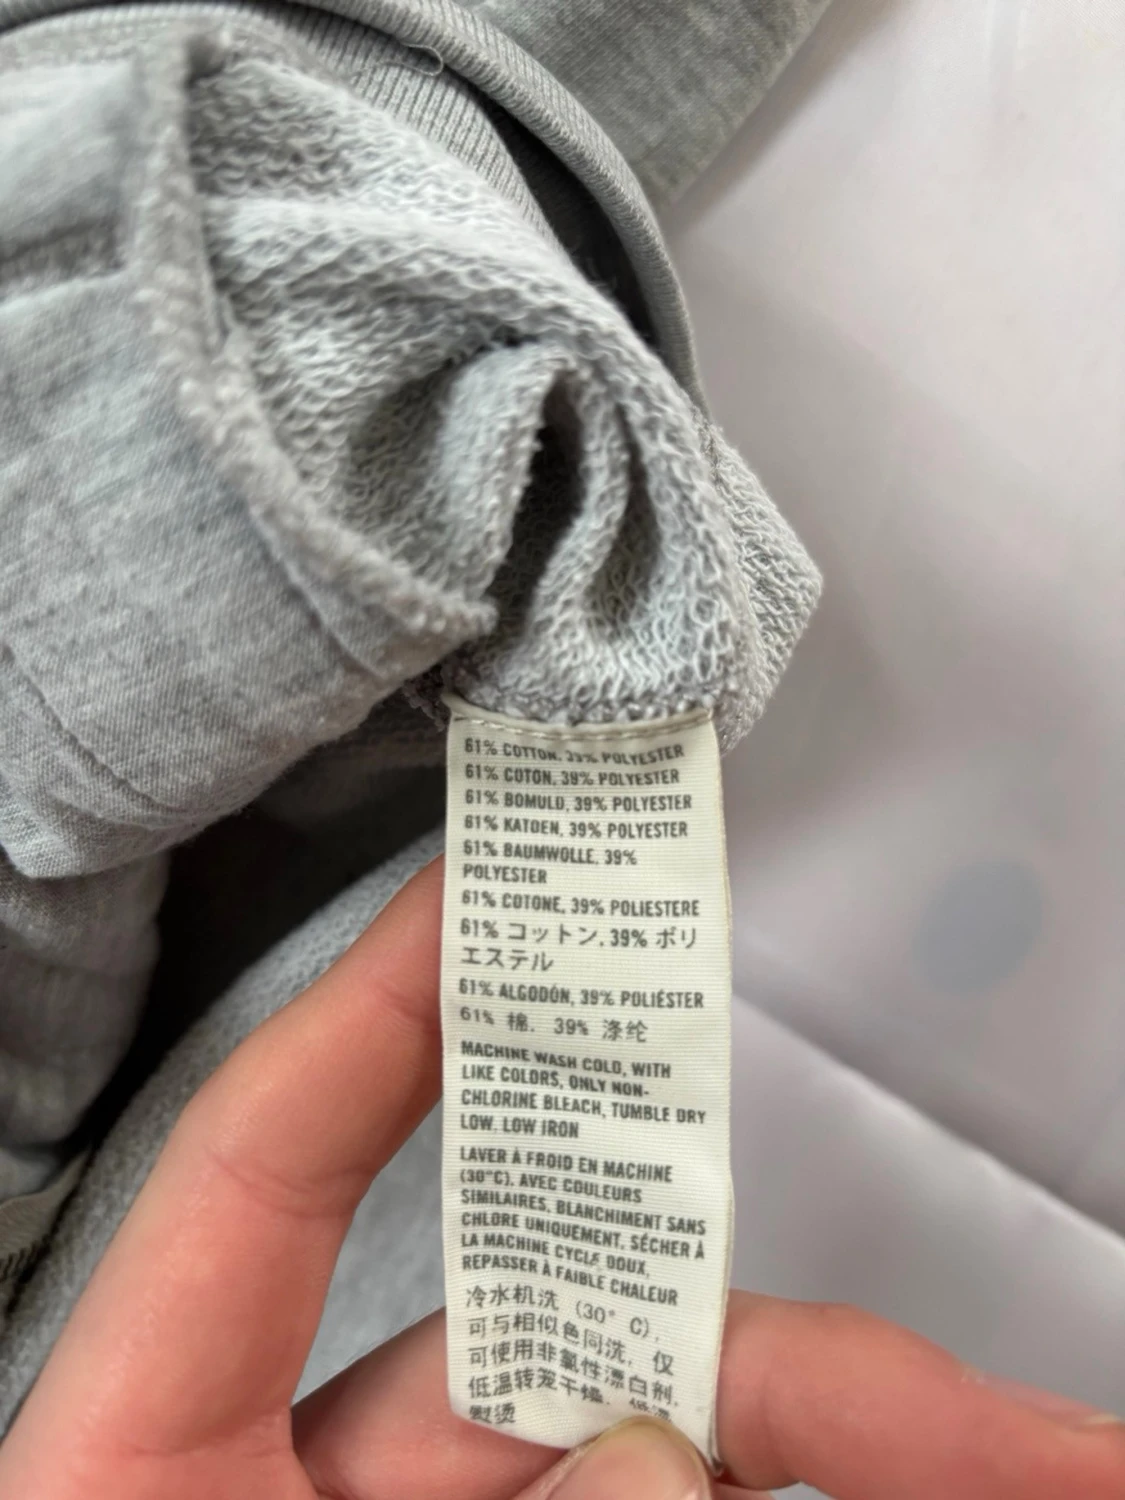 61% COTTON, 39% POLYESTER
61% COTON, 39% POLYESTER
61% BOMULD, 39% POLYESTER
61% KATOEN, 39% POLYESTER
61% BAUMWOLLE, 39%
POLYESTER
61% COTONE, 39% POLIESTERE
61% コットン, 39% ポリ
エステル
61% ALGODÓN, 39% POLIÉSTER
61% 棉, 39% 涤纶
MACHINE WASH COLD, WITH
LIKE COLORS, ONLY NON-
CHLORINE BLEACH, TUMBLE DRY
LOW, LOW IRON
LAVER À FROID EN MACHINE
(30°C), AVEC COULEURS
SIMILAIRES, BLANCHIMENT SANS
CHLORE UNIQUEMENT, SÉCHER À
LA MACHINE CYCLE DOUX,
REPASSER À FAIBLE CHALEUR
冷水机洗 (30° C),
可与相似色同洗, 仅
可使用非氯性漂白剂,
低温转笼干燥, 低温
熨烫